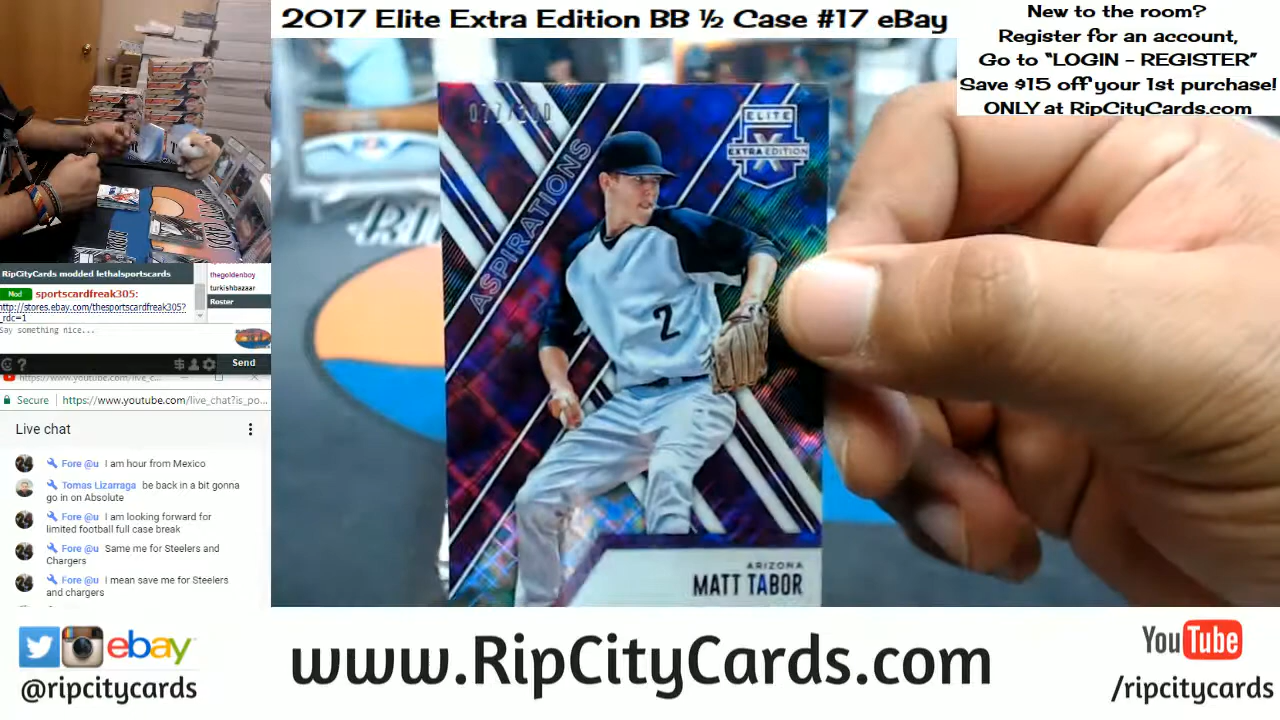 2017 Elite Extra Edition BB ½ Case #17 eBay
New to the room?
Register for an account,
Go to “LOGIN - REGISTER”
Save $15 off your 1st purchase!
ONLY at RipCityCards.com
ELITE
EXTRA EDITION
ASPIRATIONS
2
ARIZONA
MATT TABOR
RipCityCards modded lethalsportscards
Mod sportscardfreak305:
http://stores.ebay.com/thesportscardfreak305?
_rdc=1
thegoldenboy
turkishbazaar
Roster
Say something nice...
Send
https://www.youtube.com/live_c...
Secure https://www.youtube.com/live_chat?is_po...
Live chat
Fore @u I am hour from Mexico
Tomas Lizarraga be back in a bit gonna
go in on Absolute
Fore @u I am looking forward for
limited football full case break
Fore @u Same me for Steelers and
Chargers
Fore @u I mean save me for Steelers
and chargers
ebay
@ripcitycards
www.RipCityCards.com
YouTube
/ripcitycards